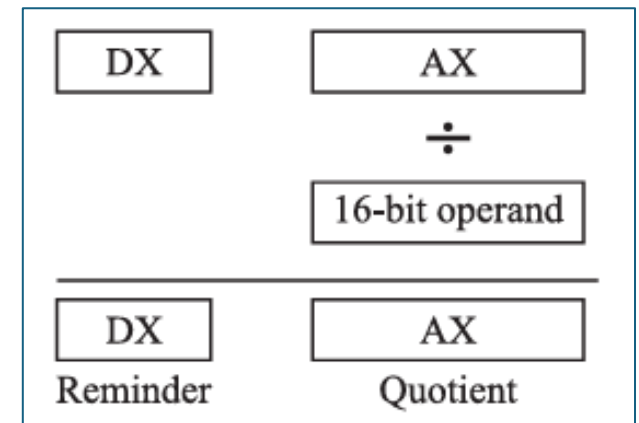 DX AX
÷
16-bit operand
DX AX
Reminder Quotient